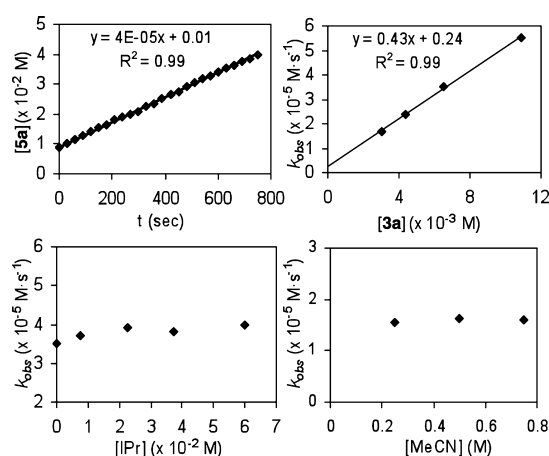 y = 4E-05x + 0.01
R² = 0.99
[5a](x 10⁻² M)
5
4
3
2
1
0
0 200 400 600 800
t (sec)
y = 0.43x + 0.24
R² = 0.99
k_obs (x 10⁻⁵ M·s⁻¹)
6
5
4
3
2
1
0
0 4 8 12
[3a] (x 10⁻³ M)
k_obs (x 10⁻⁵ M·s⁻¹)
6
5
4
3
2
0 1 2 3 4 5 6 7
[IPr] (x 10⁻² M)
k_obs (x 10⁻⁵ M·s⁻¹)
3
2
1
0
0 0.2 0.4 0.6 0.8
[MeCN] (M)